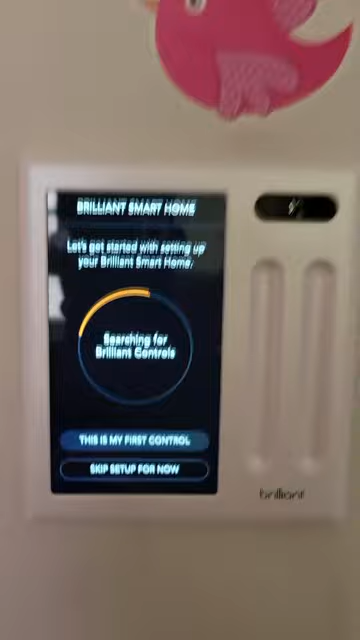 BRILLIANT SMART HOME
Let's get started with setting up
your Brilliant Smart Home.
Searching for
Brilliant Controls
THIS IS MY FIRST CONTROL
SKIP SETUP FOR NOW
brilliant